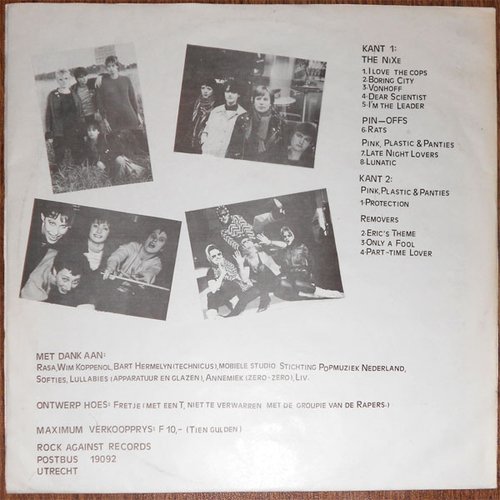 KANT 1:
THE NIXE
1. I LOVE THE COPS
2. BORING CITY
3. VONHOFF
4. DEAR SCIENTIST
5. I'M THE LEADER
PIN-OFFS
6. RATS
PINK, PLASTIC & PANTIES
7. LATE NIGHT LOVERS
8. LUNATIC
KANT 2:
PINK, PLASTIC & PANTIES
1. PROTECTION
REMOVERS
2. ERIC'S THEME
3. ONLY A FOOL
4. PART-TIME LOVER
MET DANK AAN:
RASA, WIM KOPPENOL, BART HERMELYN (TECHNICUS), MOBIELE STUDIO STICHTING POPMUZIEK NEDERLAND,
SOFTIES, LULLABIES (APPARATUUR EN GLAZEN), ANNEMIEK (ZERO-ZERO), LIV.
ONTWERP HOES: FRETJE (MET EEN T, NIET TE VERWARREN MET DE GROUPIE VAN DE RAPERS.)
MAXIMUM VERKOOPPRYS: F 10,- (TIEN GULDEN)
ROCK AGAINST RECORDS
POSTBUS 19092
UTRECHT